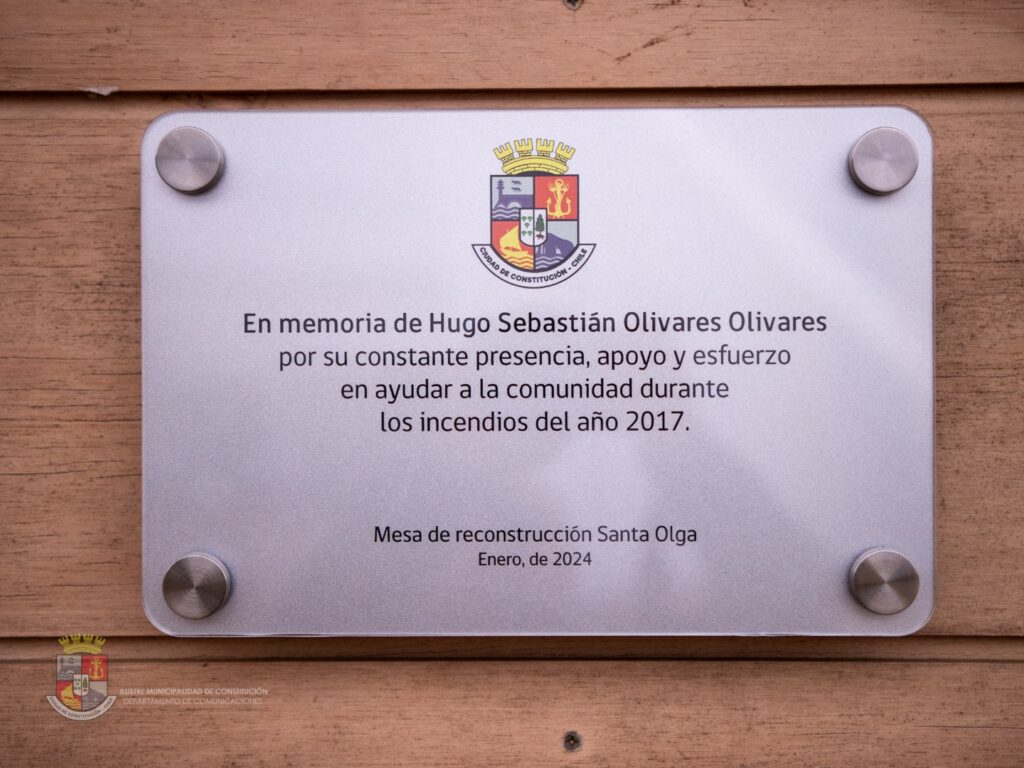 CIUDAD DE CONSTITUCIÓN - CHILE
En memoria de Hugo Sebastián Olivares Olivares
por su constante presencia, apoyo y esfuerzo
en ayudar a la comunidad durante
los incendios del año 2017.
Mesa de reconstrucción Santa Olga
Enero, de 2024
ILUSTRE MUNICIPALIDAD DE CONSTITUCIÓN
DEPARTAMENTO DE COMUNICACIONES